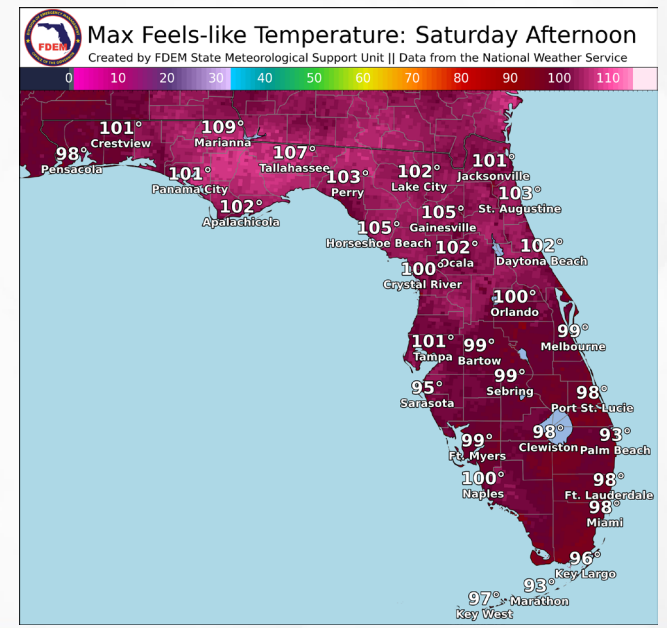 FDEM
Max Feels-like Temperature: Saturday Afternoon
Created by FDEM State Meteorological Support Unit || Data from the National Weather Service
0 10 20 30 40 50 60 70 80 90 100 110
101°
Crestview
109°
Marianna
98°
Pensacola
107°
Tallahassee
101°
Panama City
103°
Perry
102°
Lake City
101°
Jacksonville
103°
St. Augustine
102°
Apalachicola
105°
Gainesville
105°
Horseshoe Beach
102°
Ocala
102°
Daytona Beach
100°
Crystal River
100°
Orlando
99°
Melbourne
101°
Tampa
99°
Bartow
99°
Sebring
95°
Sarasota
98°
Port St. Lucie
98°
Clewiston
93°
Palm Beach
99°
Ft. Myers
100°
Naples
98°
Ft. Lauderdale
98°
Miami
96°
Key Largo
93°
Marathon
97°
Key West